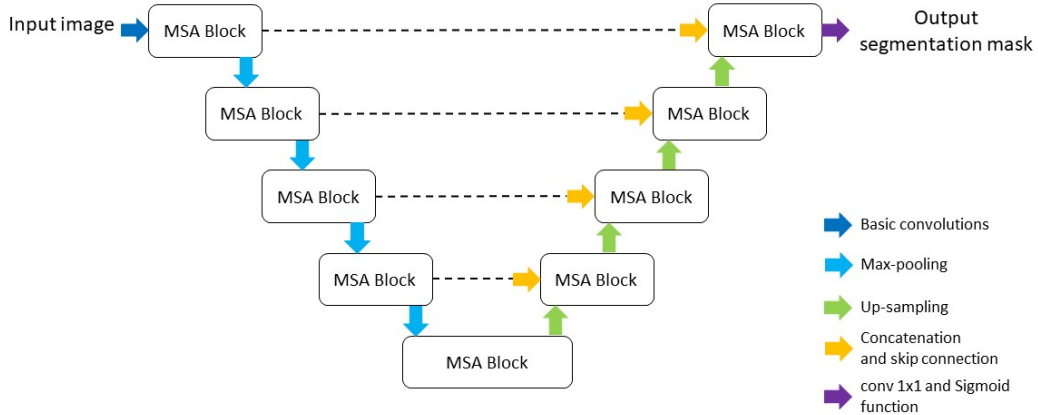 Input image
MSA Block
MSA Block
Output
segmentation mask
MSA Block
MSA Block
MSA Block
MSA Block
MSA Block
MSA Block
MSA Block
Basic convolutions
Max-pooling
Up-sampling
Concatenation
and skip connection
conv 1x1 and Sigmoid
function